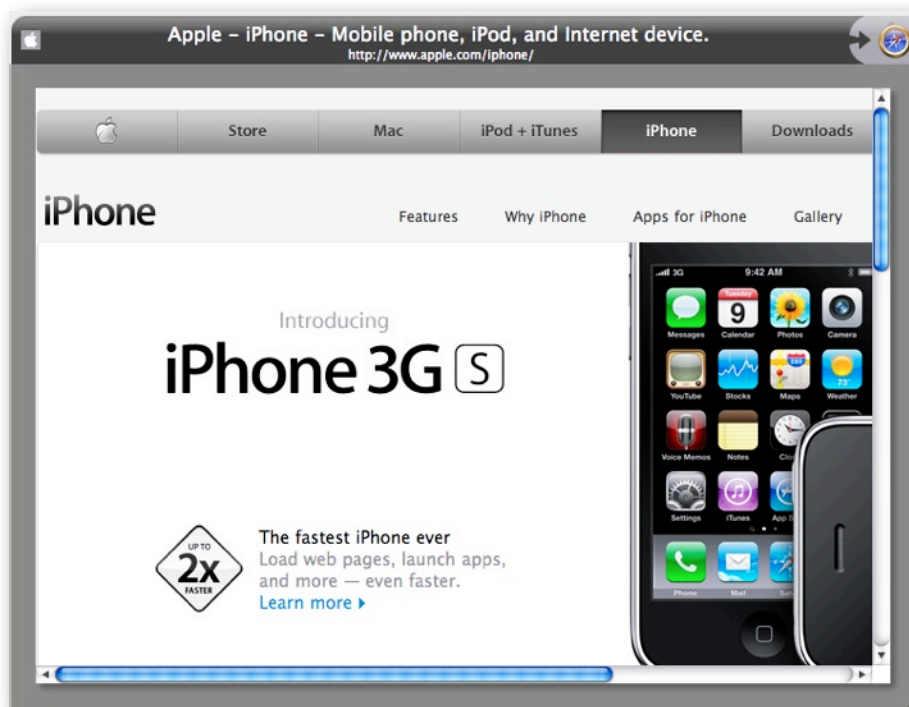 Apple – iPhone – Mobile phone, iPod, and Internet device.
http://www.apple.com/iphone/
Store Mac iPod + iTunes iPhone Downloads
iPhone
Features Why iPhone Apps for iPhone Gallery
Introducing
iPhone 3G S
UP TO
2x
FASTER
The fastest iPhone ever
Load web pages, launch apps,
and more — even faster.
Learn more
3G 9:42 AM
Tuesday
9
Messages Calendar Photos Camera
280
73°
YouTube Stocks Maps Weather
Voice Memos Notes
Settings iTunes
Phone Mail